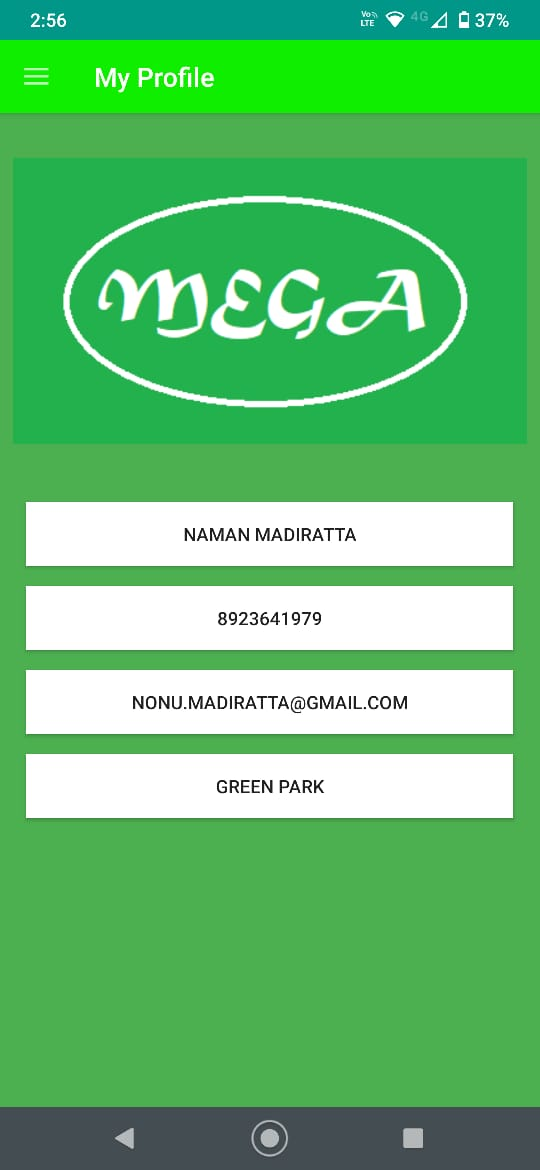 2:56 Vo LTE 4G 37%
My Profile
MEGA
NAMAN MADIRATTA
8923641979
NONU.MADIRATTA@GMAIL.COM
GREEN PARK